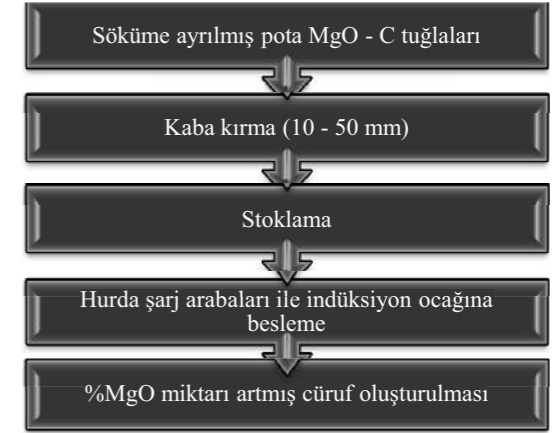 Söküme ayrılmış pota MgO - C tuğlaları
Kaba kırma (10 - 50 mm)
Stoklama
Hurda şarj arabaları ile indüksiyon ocağına
besleme
%MgO miktarı artmış cüruf oluşturulması